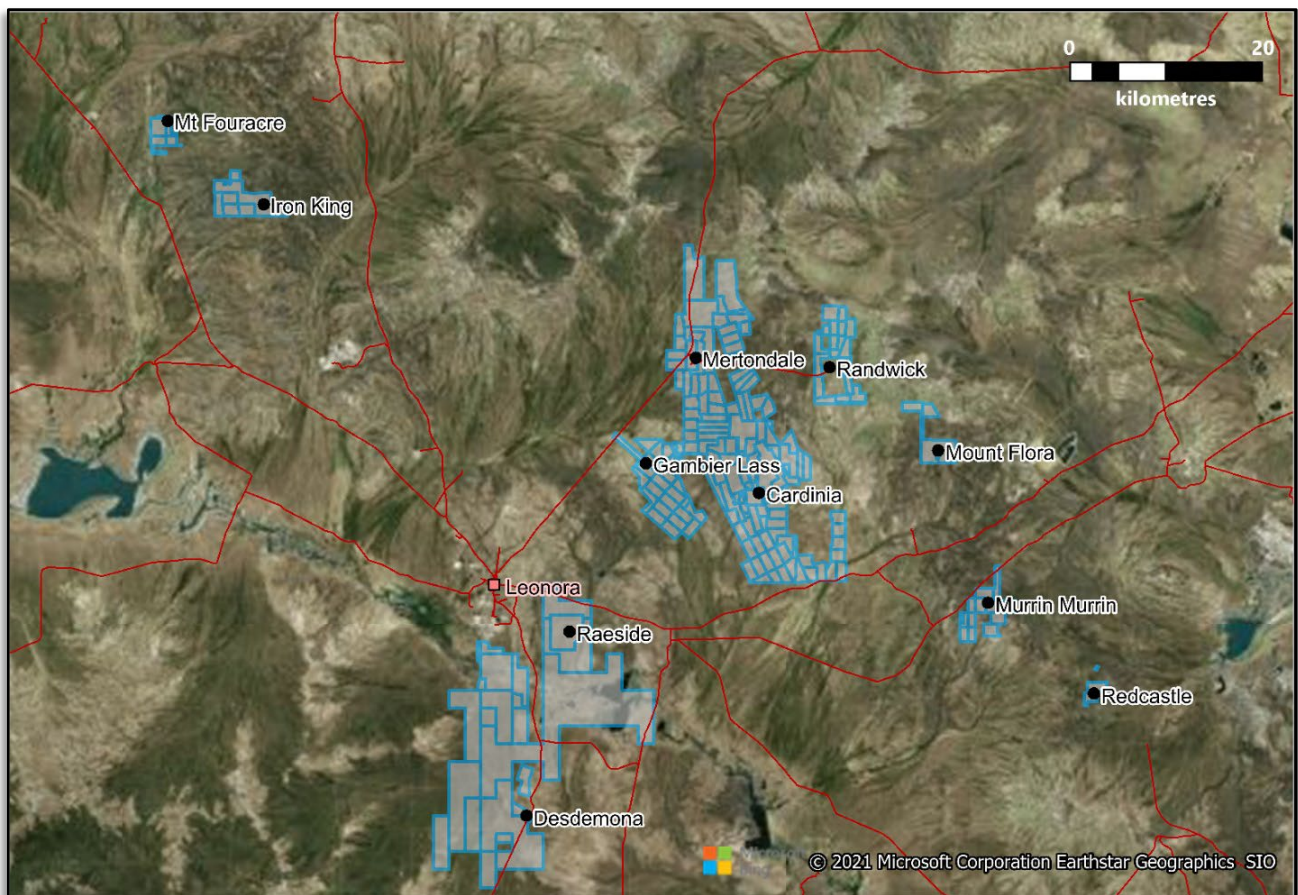 0 20
kilometres
Mt Fouracre
Iron King
Mertondale
Randwick
Mount Flora
Gambier Lass
Cardinia
Leonora
Murrin Murrin
Raeside
Redcastle
Desdemona
© 2021 Microsoft Corporation Earthstar Geographics SIO